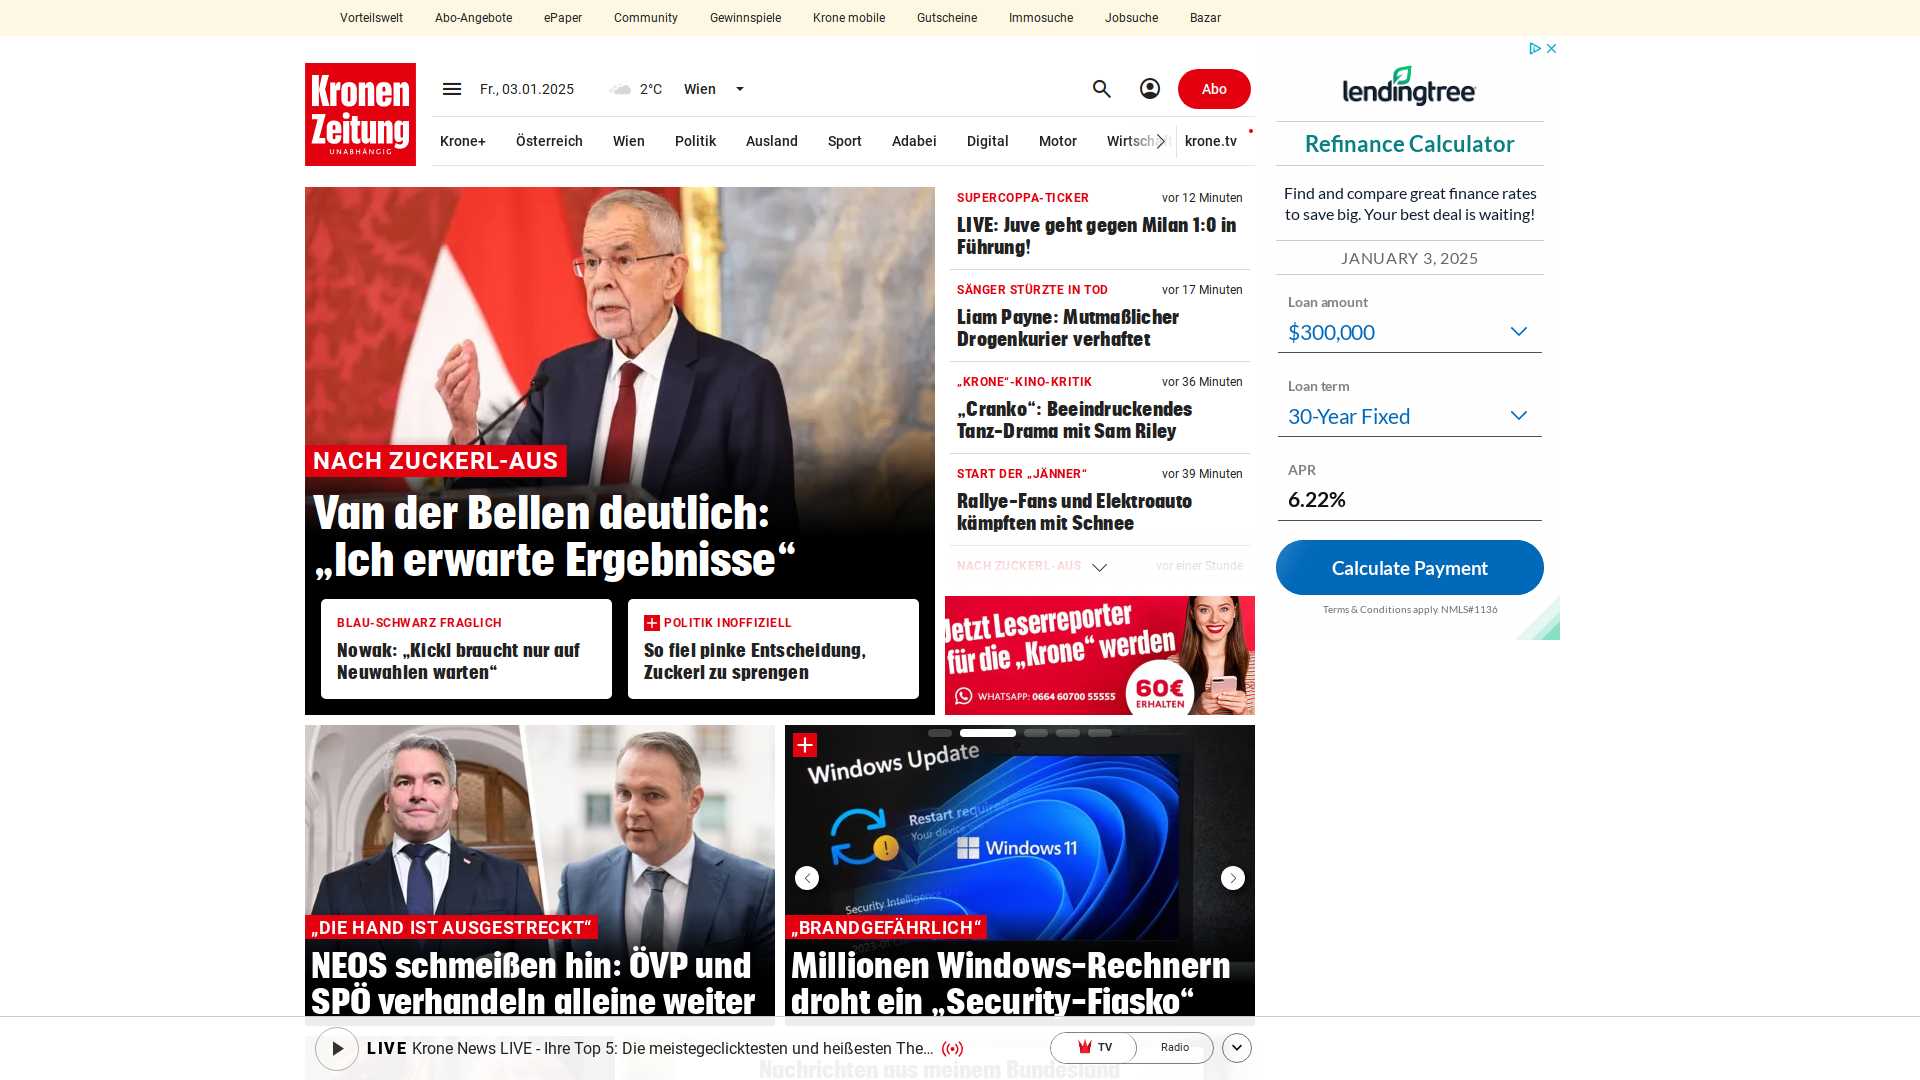 Vorteilswelt Abo-Angebote ePaper Community Gewinnspiele Krone mobile Gutscheine Immosuche Jobsuche Bazar
Kronen
Zeitung
UNABHÄNGIG
Fr., 03.01.2025 2°C Wien
Abo
Krone+ Österreich Wien Politik Ausland Sport Adabei Digital Motor Wirtschaft krone.tv
NACH ZUCKERL-AUS
Van der Bellen deutlich:
„Ich erwarte Ergebnisse“
BLAU-SCHWARZ FRAGLICH
Nowak: „Kickl braucht nur auf
Neuwahlen warten“
POLITIK INOFFIZIELL
So fiel pinke Entscheidung,
Zuckerl zu sprengen
SUPERCOPPA-TICKER vor 12 Minuten
LIVE: Juve geht gegen Milan 1:0 in
Führung!
SÄNGER STÜRZTE IN TOD vor 17 Minuten
Liam Payne: Mutmaßlicher
Drogenkurier verhaftet
„KRONE“-KINO-KRITIK vor 36 Minuten
„Cranko“: Beeindruckendes
Tanz-Drama mit Sam Riley
START DER „JÄNNER“ vor 39 Minuten
Rallye-Fans und Elektroauto
kämpften mit Schnee
NACH ZUCKERL-AUS vor einer Stunde
Jetzt Leserreporter
für die „Krone“ werden
WHATSAPP: 0664 60700 55555
60€
ERHALTEN
lendingtree
Refinance Calculator
Find and compare great finance rates
to save big. Your best deal is waiting!
JANUARY 3, 2025
Loan amount
$300,000
Loan term
30-Year Fixed
APR
6.22%
Calculate Payment
Terms & Conditions apply. NMLS#1136
„DIE HAND IST AUSGESTRECKT“
NEOS schmeißen hin: ÖVP und
SPÖ verhandeln alleine weiter
Windows Update
Restart required
Your device
Windows 11
Security Intelligence
„BRANDGEFÄHRLICH“
Millionen Windows-Rechnern
droht ein „Security-Fiasko“
LIVE Krone News LIVE - Ihre Top 5: Die meistegeclicktesten und heißesten The…
TV Radio
Nachrichten aus meinem Bundesland